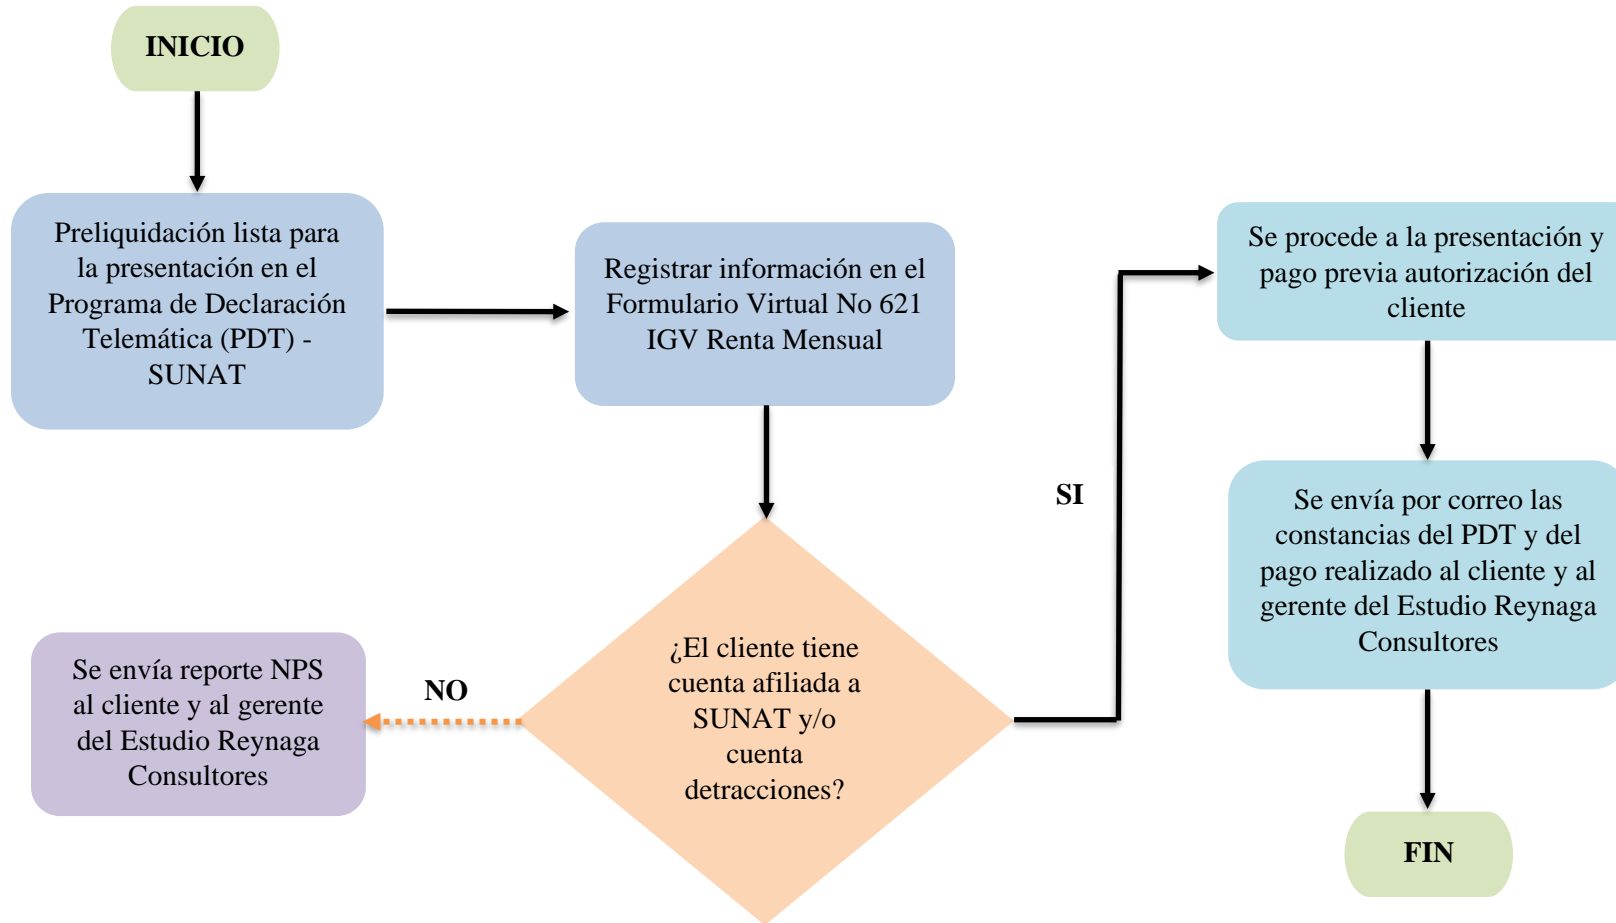 INICIO
Preliquidación lista para
la presentación en el
Programa de Declaración
Telemática (PDT) -
SUNAT
Registrar información en el
Formulario Virtual No 621
IGV Renta Mensual
¿El cliente tiene
cuenta afiliada a
SUNAT y/o
cuenta
detracciones?
NO
Se envía reporte NPS
al cliente y al gerente
del Estudio Reynaga
Consultores
SI
Se procede a la presentación y
pago previa autorización del
cliente
Se envía por correo las
constancias del PDT y del
pago realizado al cliente y al
gerente del Estudio Reynaga
Consultores
FIN